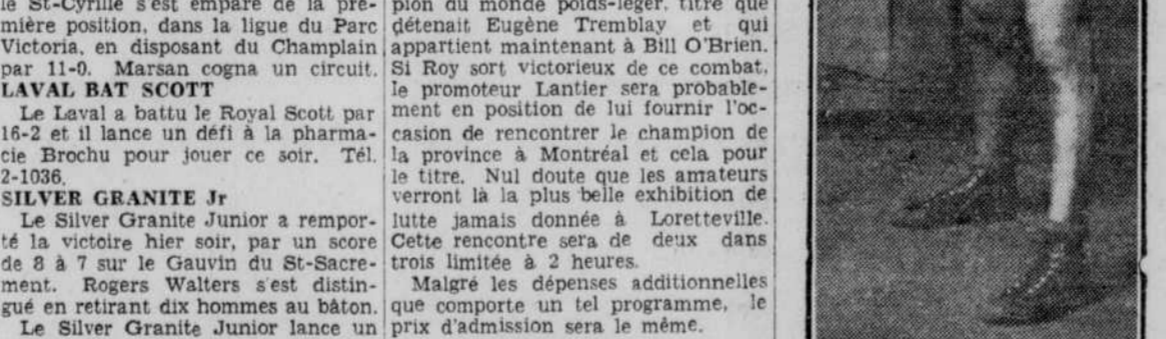 le St-Cyrille s'est emparé de la pre-
mière position, dans la ligue du Parc
Victoria, en disposant du Champlain
par 11-0. Marsan cogna un circuit.
LAVAL BAT SCOTT
Le Laval a battu le Royal Scott par
16-2 et il lance un défi à la pharma-
cie Brochu pour jouer ce soir. Tél.
2-1036.
SILVER GRANITE Jr
Le Silver Granite Junior a rempor-
té la victoire hier soir, par un score
de 8 à 7 sur le Gauvin du St-Sacre-
ment. Rogers Walters s'est distin-
gué en retirant dix hommes au bâton.
Le Silver Granite Junior lance un
pion du monde poids-léger, titre que
détenait Eugène Tremblay et qui
appartient maintenant à Bill O'Brien.
Si Roy sort victorieux de ce combat,
le promoteur Lantier sera probable-
ment en position de lui fournir l'oc-
casion de rencontrer le champion de
la province à Montréal et cela pour
le titre. Nul doute que les amateurs
verront là la plus belle exhibition de
lutte jamais donnée à Loretteville.
Cette rencontre sera de deux dans
trois limitée à 2 heures.
Malgré les dépenses additionnelles
que comporte un tel programme, le
prix d'admission sera le même.